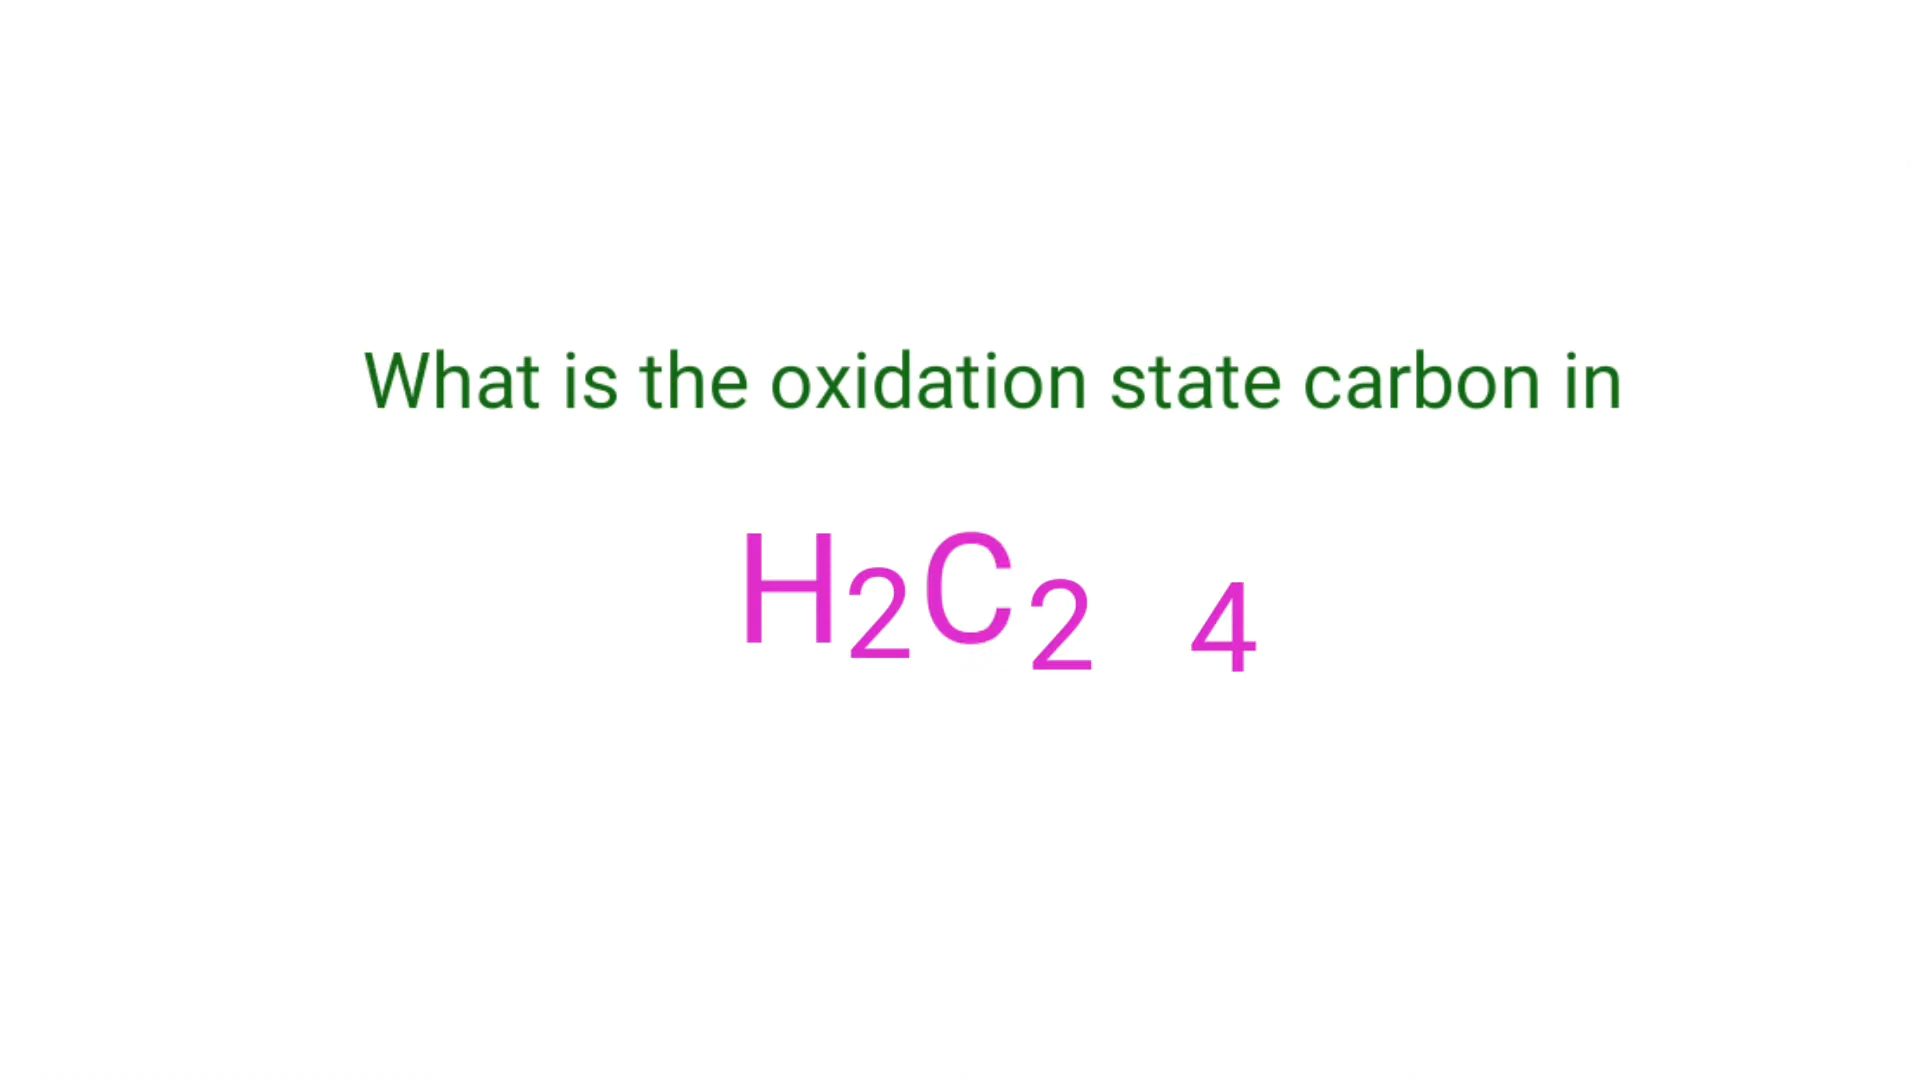 What is the oxidation state carbon in
H₂C₂ ₄